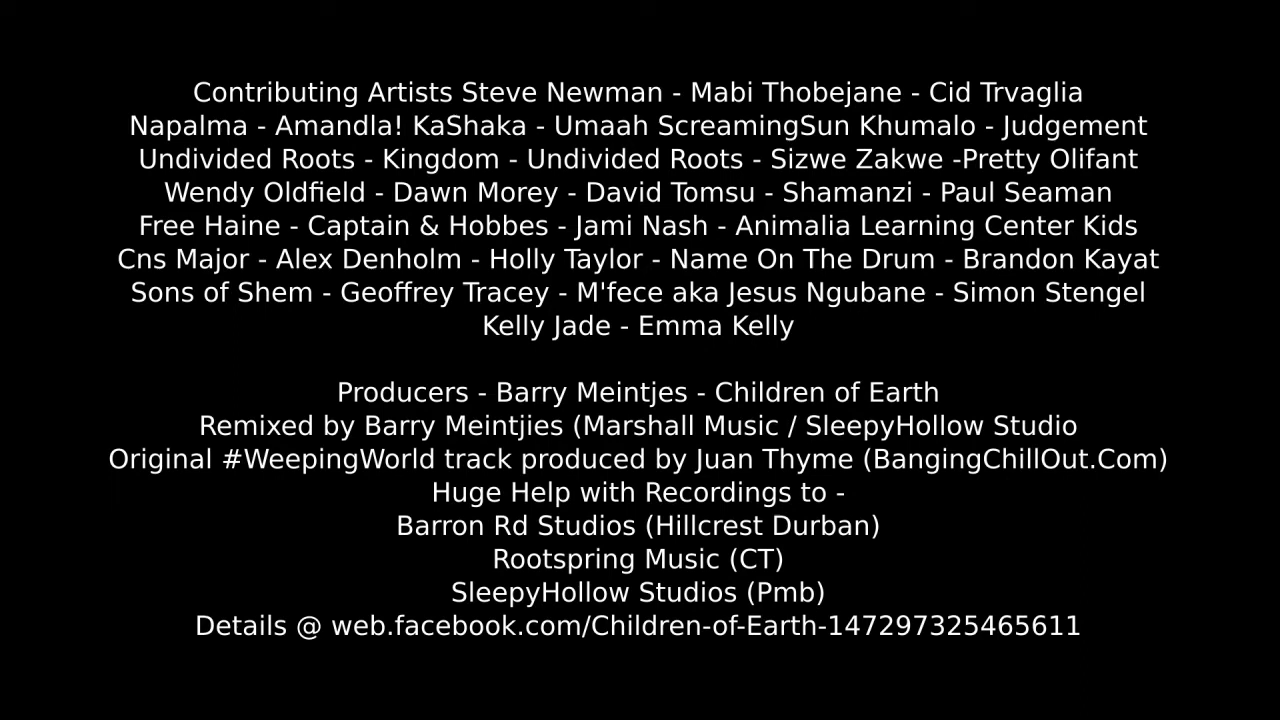 Contributing Artists Steve Newman - Mabi Thobejane - Cid Trvaglia
Napalma - Amandla! KaShaka - Umaah ScreamingSun Khumalo - Judgement
Undivided Roots - Kingdom - Undivided Roots - Sizwe Zakwe -Pretty Olifant
Wendy Oldfield - Dawn Morey - David Tomsu - Shamanzi - Paul Seaman
Free Haine - Captain & Hobbes - Jami Nash - Animalia Learning Center Kids
Cns Major - Alex Denholm - Holly Taylor - Name On The Drum - Brandon Kayat
Sons of Shem - Geoffrey Tracey - M'fece aka Jesus Ngubane - Simon Stengel
Kelly Jade - Emma Kelly
Producers - Barry Meintjes - Children of Earth
Remixed by Barry Meintjies (Marshall Music / SleepyHollow Studio
Original #WeepingWorld track produced by Juan Thyme (BangingChillOut.Com)
Huge Help with Recordings to -
Barron Rd Studios (Hillcrest Durban)
Rootspring Music (CT)
SleepyHollow Studios (Pmb)
Details @ web.facebook.com/Children-of-Earth-147297325465611